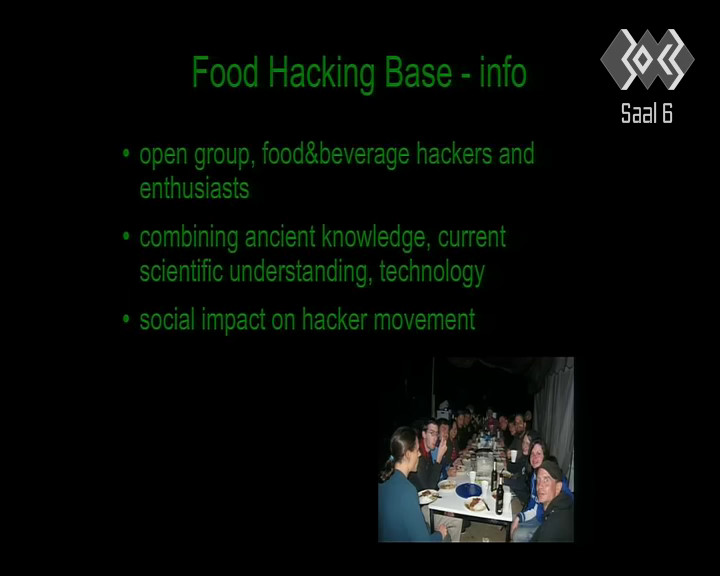 Food Hacking Base - info
Saal 6
• open group, food&beverage hackers and
enthusiasts
• combining ancient knowledge, current
scientific understanding, technology
• social impact on hacker movement